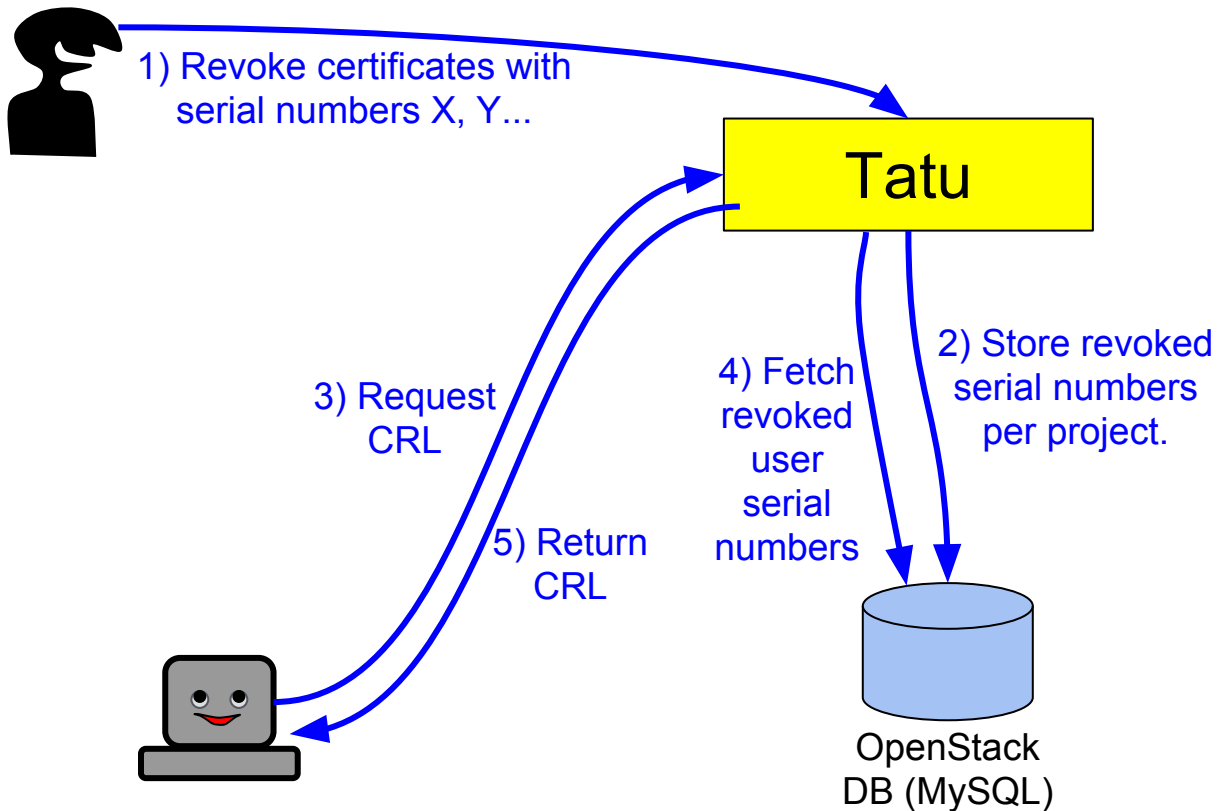 1) Revoke certificates with
serial numbers X, Y...
Tatu
2) Store revoked
serial numbers
per project.
3) Request
CRL
4) Fetch
revoked
user
serial
numbers
5) Return
CRL
OpenStack
DB (MySQL)